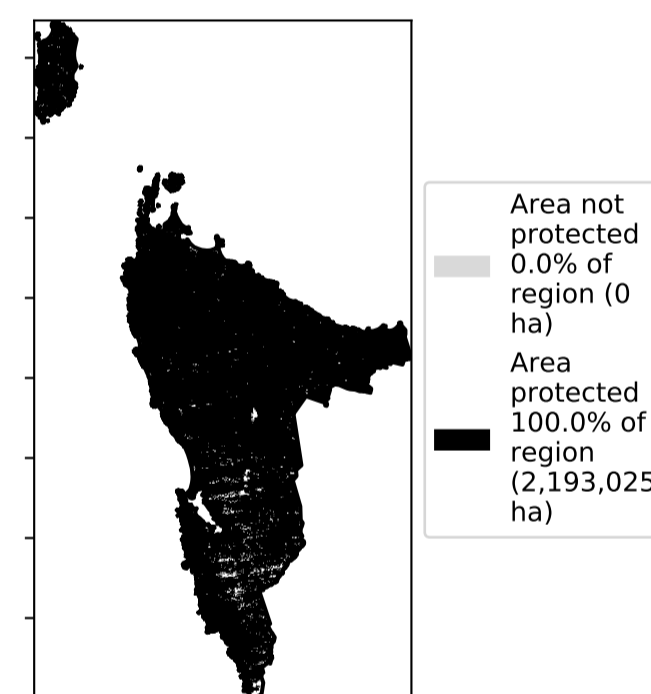 Area not
protected
0.0% of
region (0
ha)
Area
protected
100.0% of
region
(2,193,025
ha)